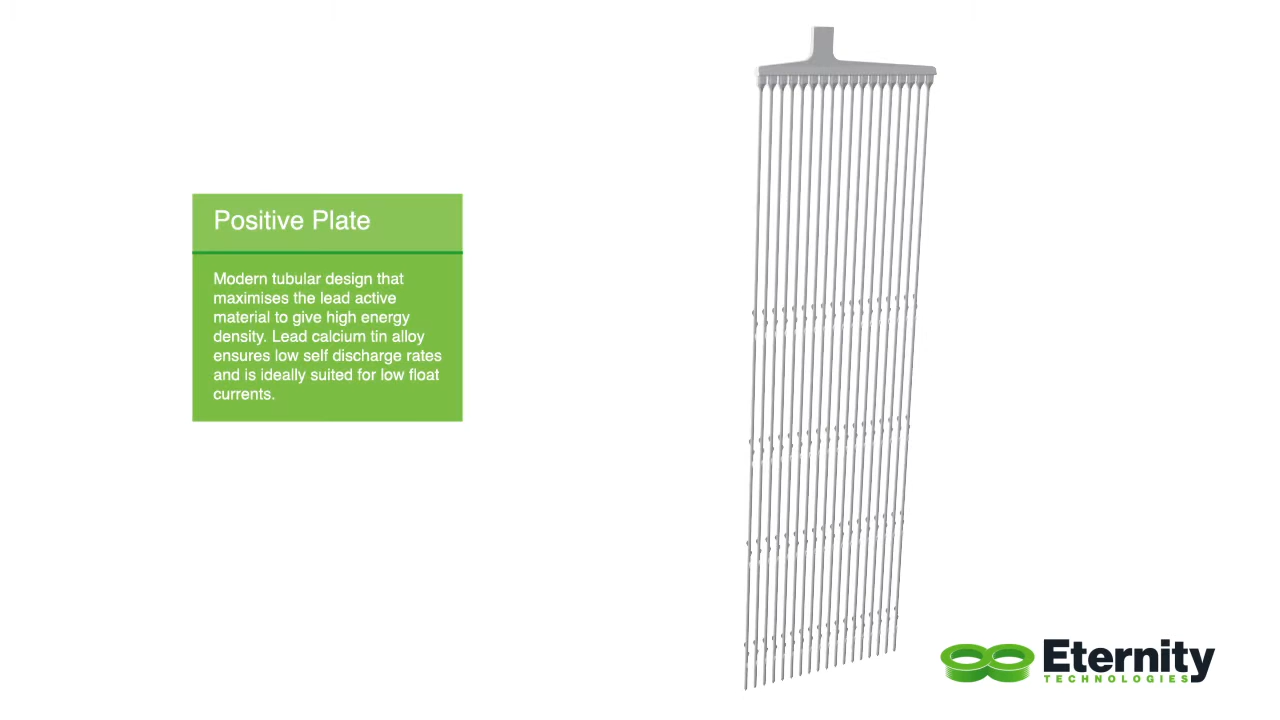 Positive Plate
Modern tubular design that
maximises the lead active
material to give high energy
density. Lead calcium tin alloy
ensures low self discharge rates
and is ideally suited for low float
currents.
Eternity
TECHNOLOGIES